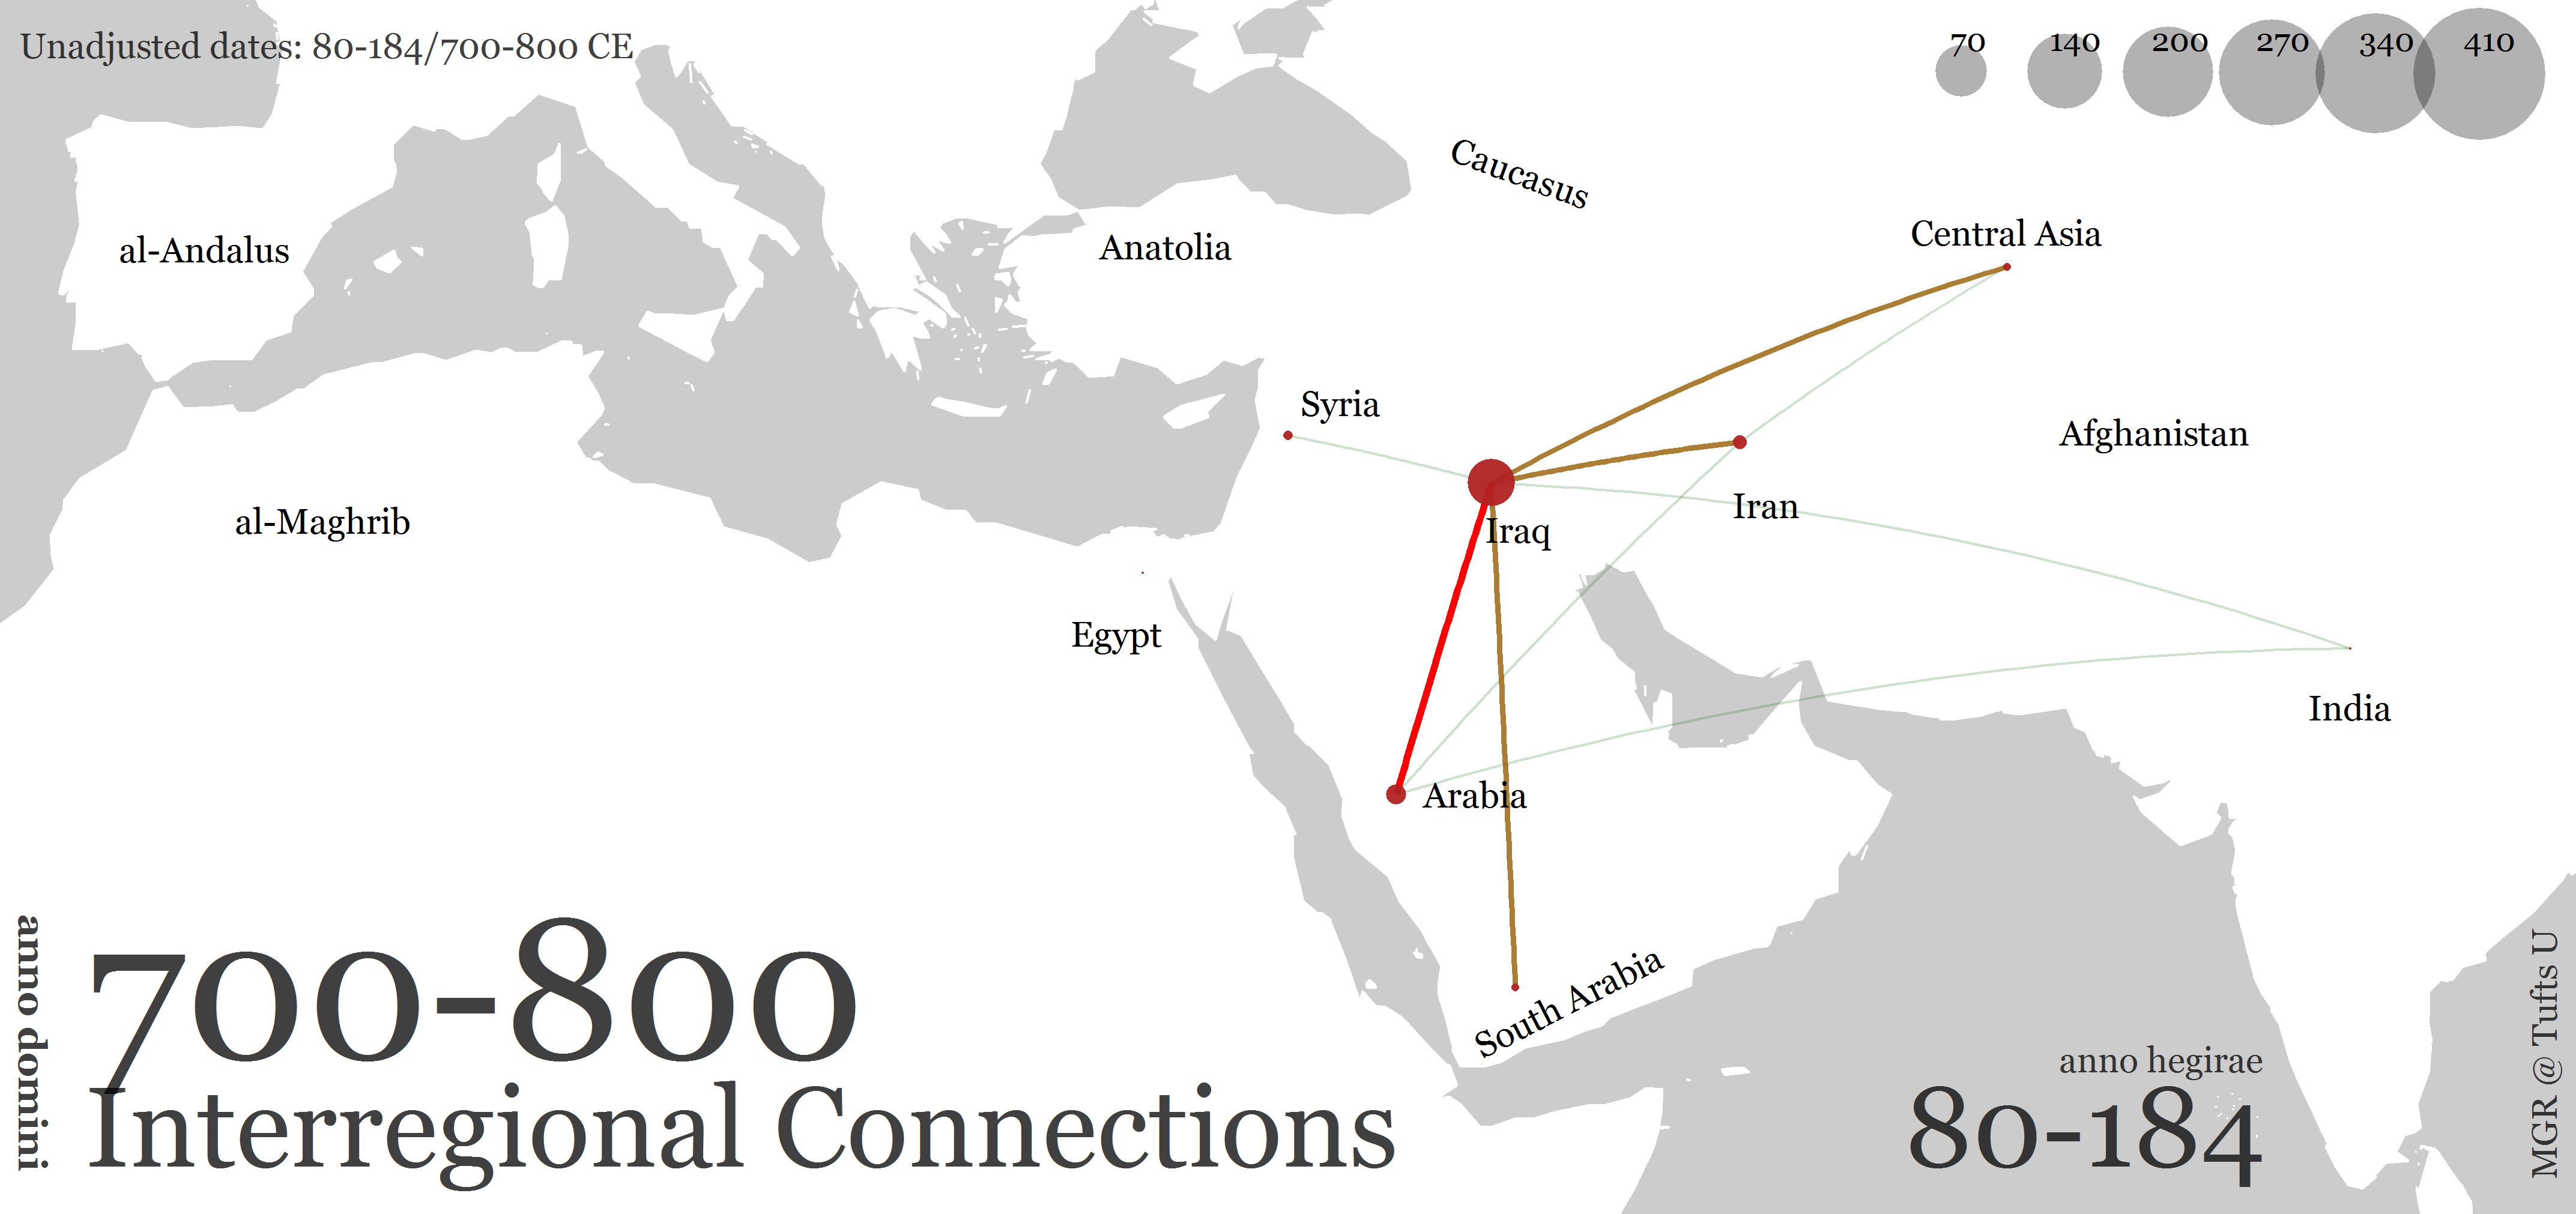 Unadjusted dates: 80-184/700-800 CE
70 140 200 270 340 410
Caucasus
Central Asia
al-Andalus
Anatolia
Syria
Afghanistan
Iran
al-Maghrib
Iraq
Egypt
India
Arabia
South Arabia
anno domini
700-800
Interregional Connections
anno hegirae
80-184
MGR @ Tufts U